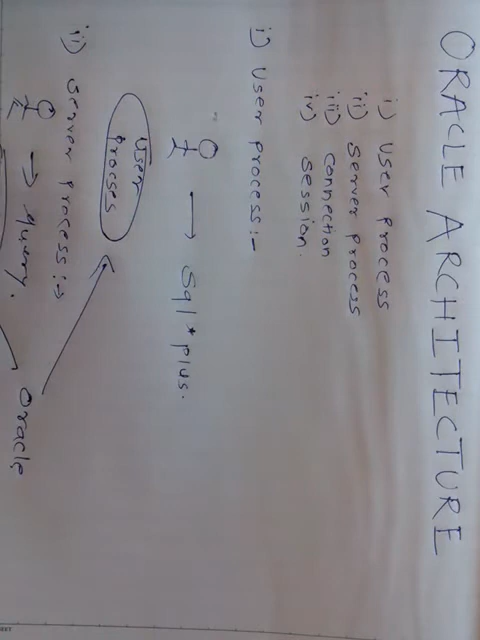 ORACLE ARCHITECTURE
i) User Process
ii) Server Process
iii) Connection
iv) Session.
i) User process:-
→ Sql*plus.
User Process
ii) Server Process:→
→ query.
Oracle